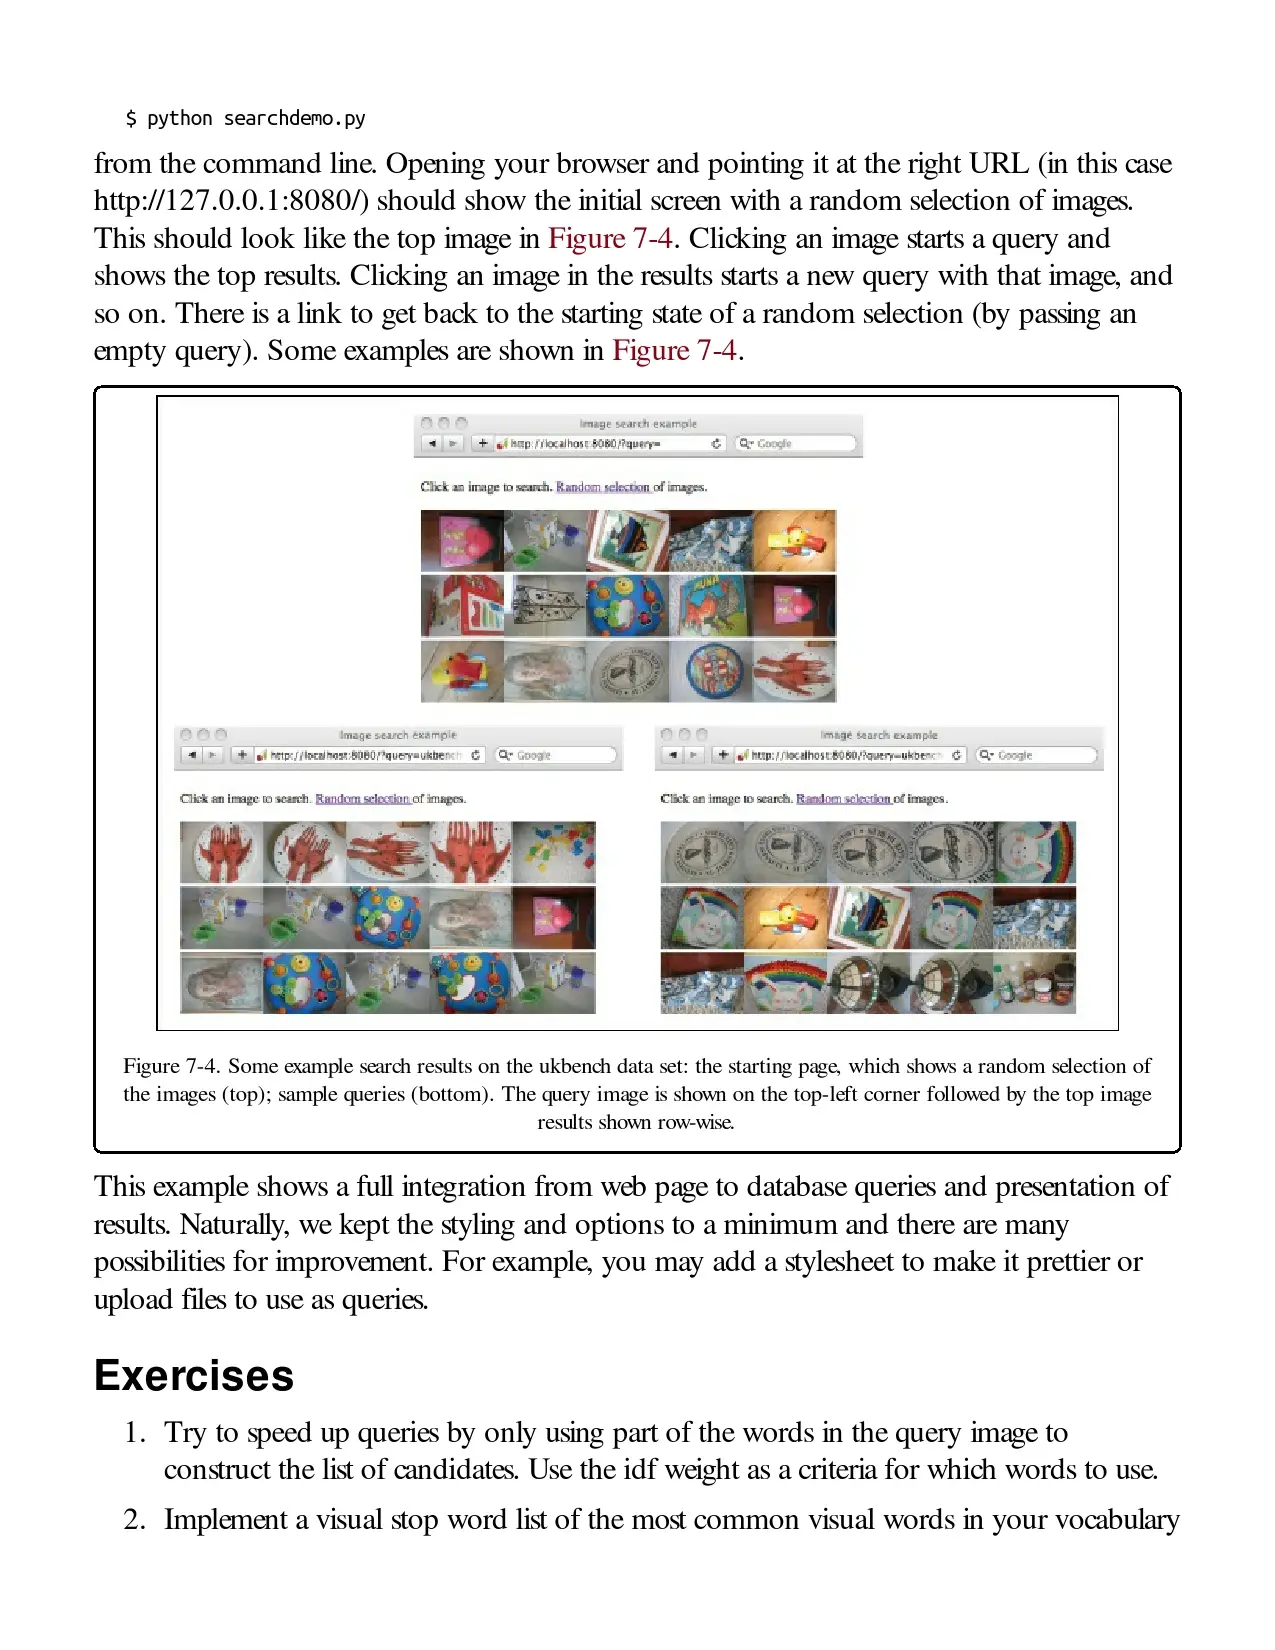 $ python searchdemo.py
from the command line. Opening your browser and pointing it at the right URL (in this case
http://127.0.0.1:8080/) should show the initial screen with a random selection of images.
This should look like the top image in Figure 7-4. Clicking an image starts a query and
shows the top results. Clicking an image in the results starts a new query with that image, and
so on. There is a link to get back to the starting state of a random selection (by passing an
empty query). Some examples are shown in Figure 7-4.
Image search example
http://localhost:8080/?query=
Google
Click an image to search. Random selection of images.
Image search example
http://localhost:8080/?query=ukbench
Google
Click an image to search. Random selection of images.
Image search example
http://localhost:8080/?query=ukbench
Google
Click an image to search. Random selection of images.
Figure 7-4. Some example search results on the ukbench data set: the starting page, which shows a random selection of
the images (top); sample queries (bottom). The query image is shown on the top-left corner followed by the top image
results shown row-wise.
This example shows a full integration from web page to database queries and presentation of
results. Naturally, we kept the styling and options to a minimum and there are many
possibilities for improvement. For example, you may add a stylesheet to make it prettier or
upload files to use as queries.
Exercises
1. Try to speed up queries by only using part of the words in the query image to
construct the list of candidates. Use the idf weight as a criteria for which words to use.
2. Implement a visual stop word list of the most common visual words in your vocabulary